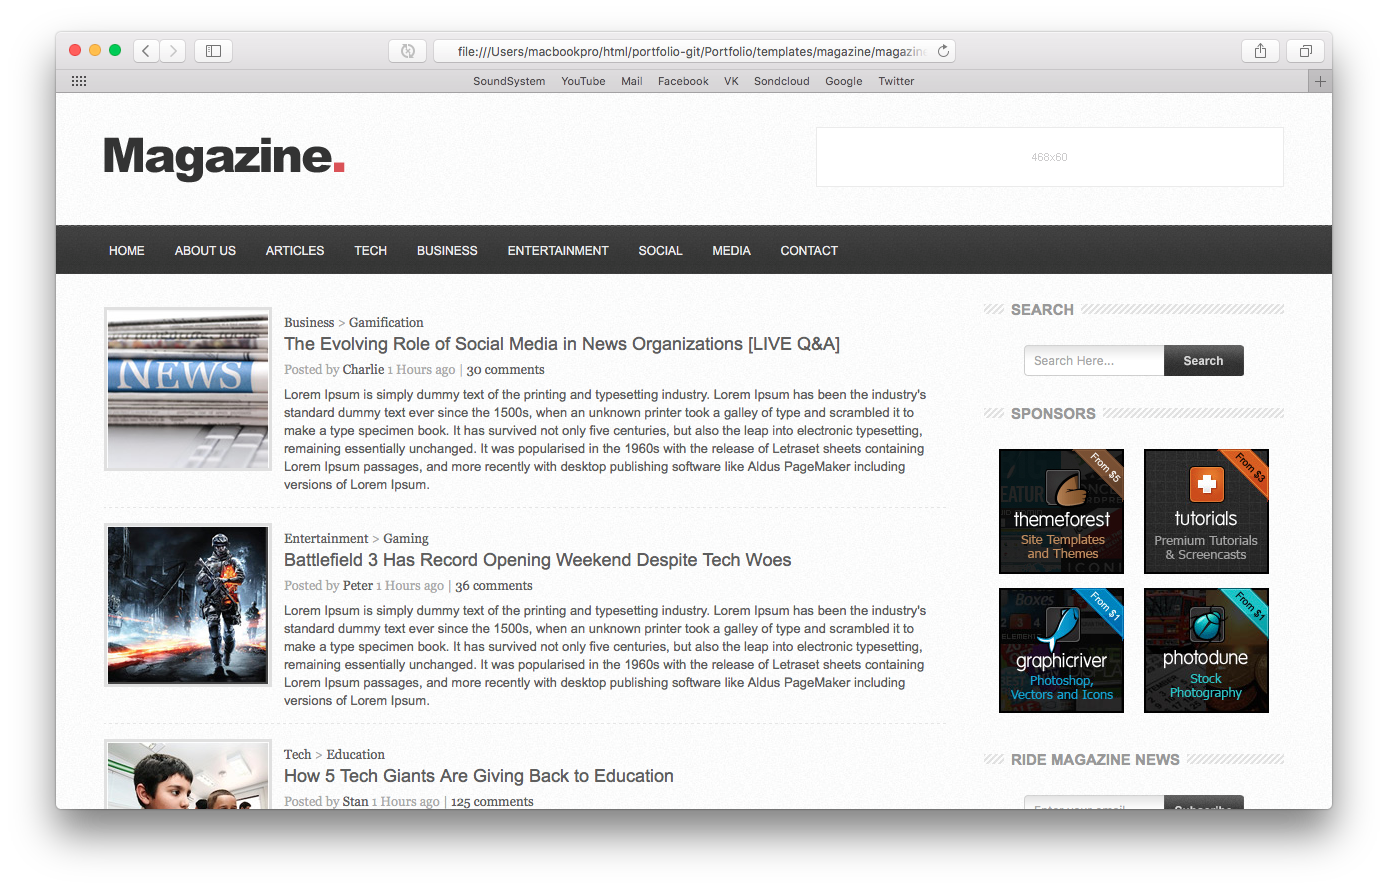 file:///Users/macbookpro/html/portfolio-git/Portfolio/templates/magazine/magazine
SoundSystem YouTube Mail Facebook VK Sondcloud Google Twitter
Magazine.
468x60
HOME ABOUT US ARTICLES TECH BUSINESS ENTERTAINMENT SOCIAL MEDIA CONTACT
NEWS
Business > Gamification
The Evolving Role of Social Media in News Organizations [LIVE Q&A]
Posted by Charlie 1 Hours ago | 30 comments
Lorem Ipsum is simply dummy text of the printing and typesetting industry. Lorem Ipsum has been the industry's
standard dummy text ever since the 1500s, when an unknown printer took a galley of type and scrambled it to
make a type specimen book. It has survived not only five centuries, but also the leap into electronic typesetting,
remaining essentially unchanged. It was popularised in the 1960s with the release of Letraset sheets containing
Lorem Ipsum passages, and more recently with desktop publishing software like Aldus PageMaker including
versions of Lorem Ipsum.
Entertainment > Gaming
Battlefield 3 Has Record Opening Weekend Despite Tech Woes
Posted by Peter 1 Hours ago | 36 comments
Lorem Ipsum is simply dummy text of the printing and typesetting industry. Lorem Ipsum has been the industry's
standard dummy text ever since the 1500s, when an unknown printer took a galley of type and scrambled it to
make a type specimen book. It has survived not only five centuries, but also the leap into electronic typesetting,
remaining essentially unchanged. It was popularised in the 1960s with the release of Letraset sheets containing
Lorem Ipsum passages, and more recently with desktop publishing software like Aldus PageMaker including
versions of Lorem Ipsum.
Tech > Education
How 5 Tech Giants Are Giving Back to Education
Posted by Stan 1 Hours ago | 125 comments
SEARCH
Search Here... Search
SPONSORS
From $5
themeforest
Site Templates
and Themes
From $3
tutorials
Premium Tutorials
& Screencasts
Boxes
From $1
graphicriver
Photoshop,
Vectors and Icons
From $1
photodune
Stock
Photography
RIDE MAGAZINE NEWS
Enter your email Subscribe